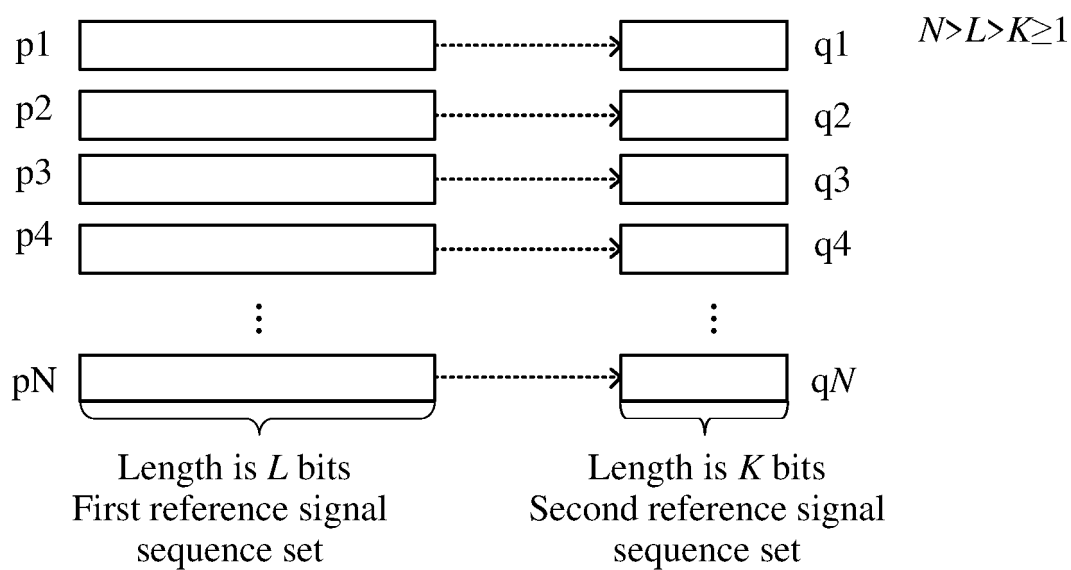 p1 q1 N>L>K≥1
p2 q2
p3 q3
p4 q4
⋮ ⋮
pN qN
Length is L bits Length is K bits
First reference signal Second reference signal
sequence set sequence set